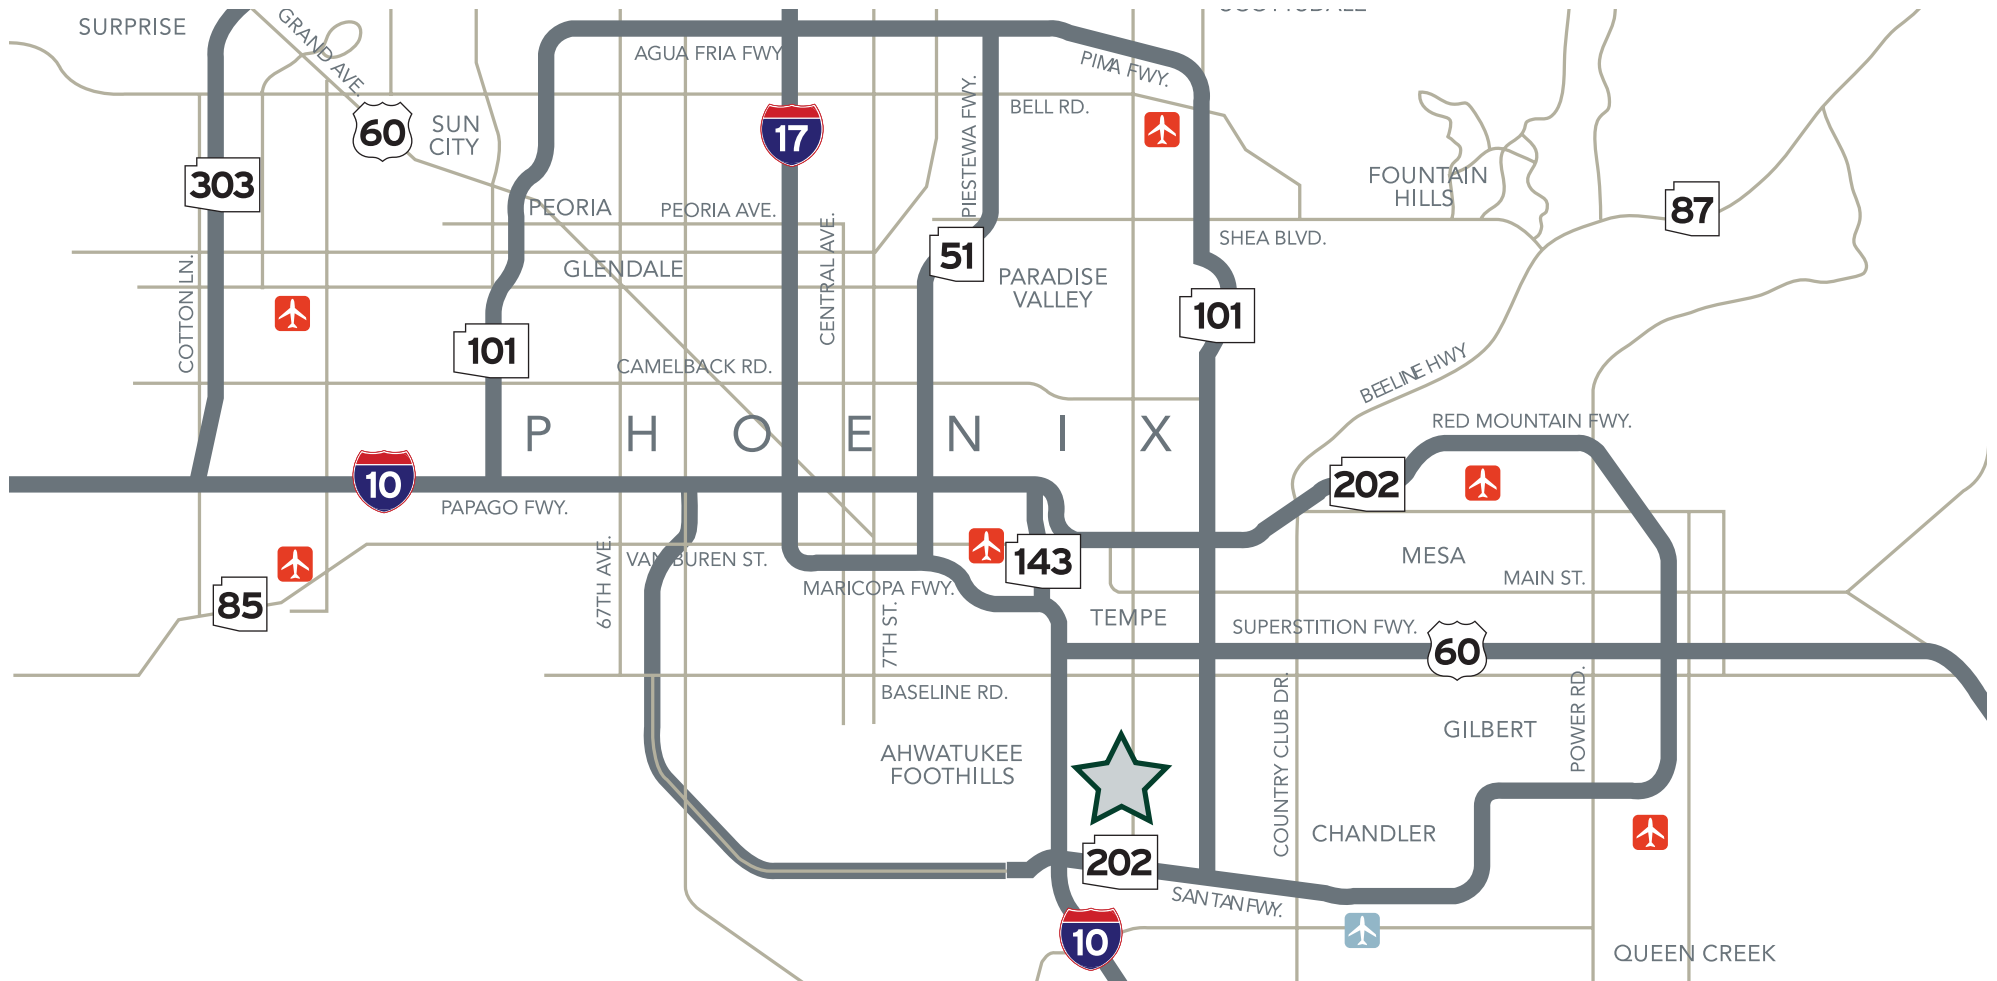 SURPRISE
GRAND AVE.
AGUA FRIA FWY
PIMA FWY.
60
SUN
CITY
17
PIESTEWA FWY.
BELL RD.
303
FOUNTAIN
HILLS
87
PEORIA
PEORIA AVE.
CENTRAL AVE.
SHEA BLVD.
51
COTTON LN.
GLENDALE
PARADISE
VALLEY
101
101
CAMELBACK RD.
BEELINE HWY
PHOENIX
RED MOUNTAIN FWY.
10
202
PAPAGO FWY.
67TH AVE.
VAN BUREN ST.
143
MESA
MAIN ST.
85
MARICOPA FWY.
7TH ST.
TEMPE
SUPERSTITION FWY.
60
BASELINE RD.
COUNTRY CLUB DR.
POWER RD.
GILBERT
AHWATUKEE
FOOTHILLS
CHANDLER
202
SAN TAN FWY.
10
QUEEN CREEK